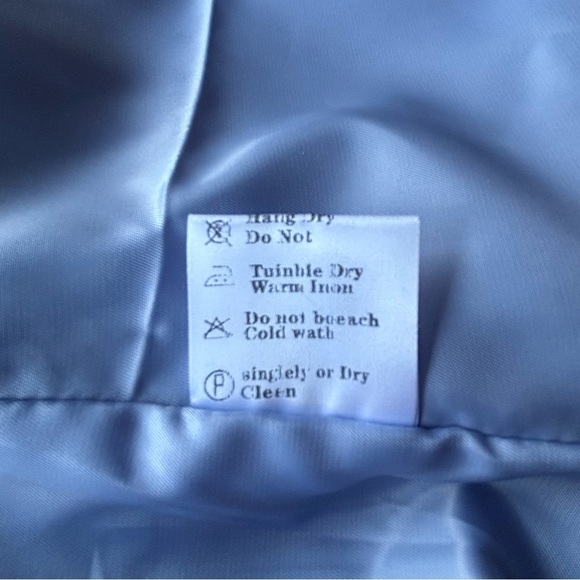 Hang Dry
Do Not
Tuinble Dry
Warm Inon
Do not boeach
Cold wath
singlely or Dry
Cleen
P